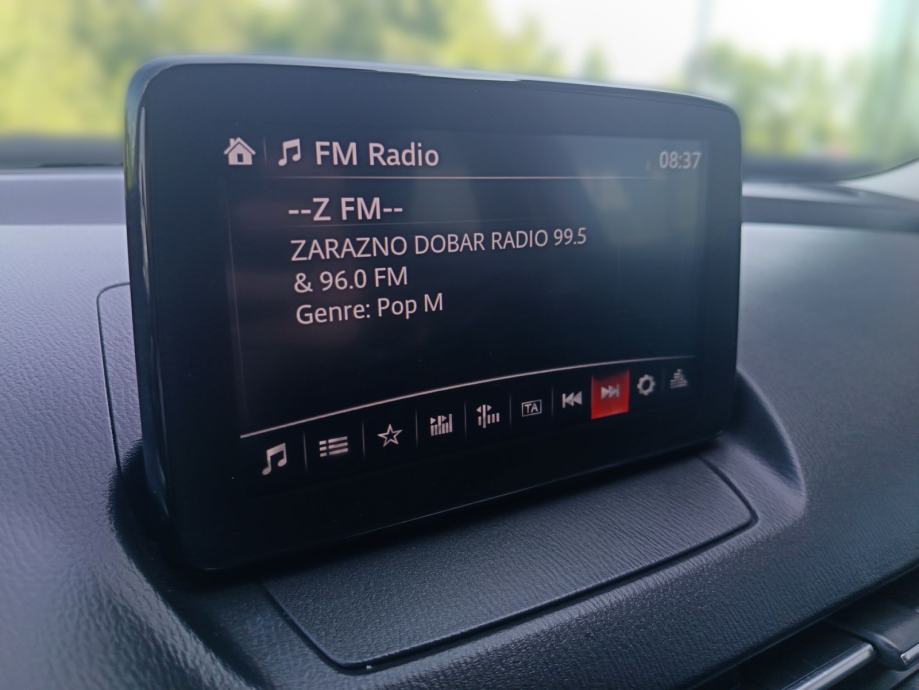 FM Radio
08:37
--Z FM--
ZARAZNO DOBAR RADIO 99.5
& 96.0 FM
Genre: Pop M
TA